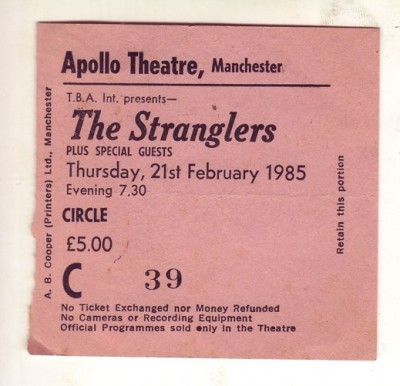 Apollo Theatre, Manchester
T.B.A. Int. presents—
The Stranglers
PLUS SPECIAL GUESTS
Thursday, 21st February 1985
Evening 7.30
CIRCLE
£5.00
C 39
No Ticket Exchanged nor Money Refunded
No Cameras or Recording Equipment
Official Programmes sold only in the Theatre
A. B. Cooper (Printers) Ltd., Manchester
Retain this portion